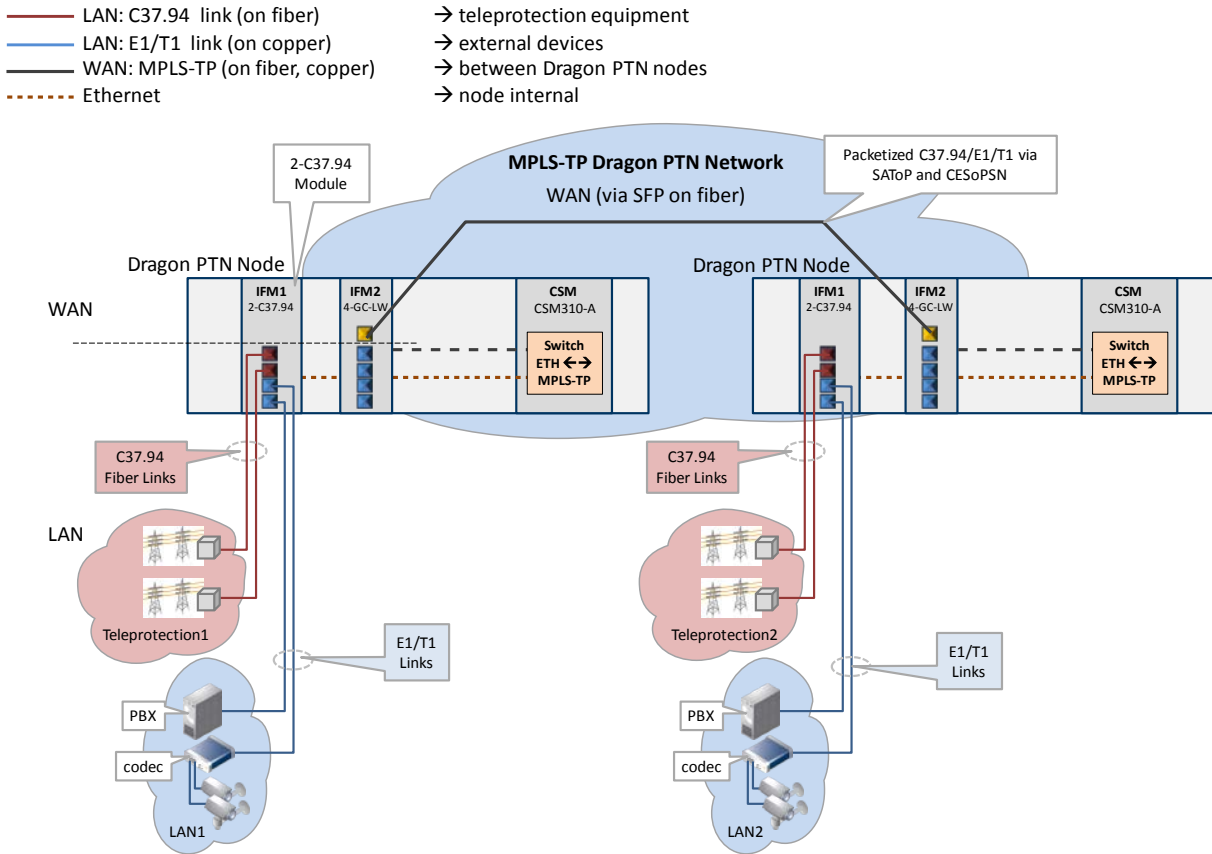 LAN: C37.94 link (on fiber) → teleprotection equipment
LAN: E1/T1 link (on copper) → external devices
WAN: MPLS-TP (on fiber, copper) → between Dragon PTN nodes
Ethernet → node internal
2-C37.94
Module
MPLS-TP Dragon PTN Network
WAN (via SFP on fiber)
Packetized C37.94/E1/T1 via
SAToP and CESoPSN
Dragon PTN Node
Dragon PTN Node
WAN
IFM1
2-C37.94
IFM2
4-GC-LW
CSM
CSM310-A
Switch
ETH ↔
MPLS-TP
IFM1
2-C37.94
IFM2
4-GC-LW
CSM
CSM310-A
Switch
ETH ↔
MPLS-TP
C37.94
Fiber Links
C37.94
Fiber Links
LAN
Teleprotection1
Teleprotection2
E1/T1
Links
E1/T1
Links
PBX
codec
LAN1
PBX
codec
LAN2